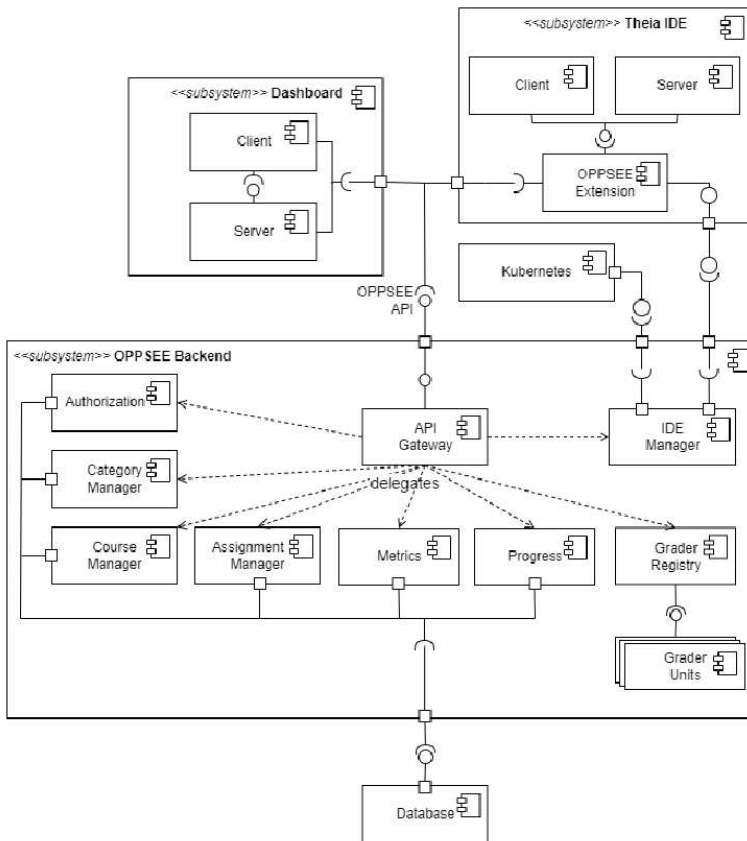 <<subsystem>> Theia IDE
Client
Server
<<subsystem>> Dashboard
Client
Server
OPPSEE
Extension
Kubernetes
OPPSEE
API
<<subsystem>> OPPSEE Backend
Authorization
API
Gateway
IDE
Manager
Category
Manager
delegates
Course
Manager
Assignment
Manager
Metrics
Progress
Grader
Registry
Grader
Units
Database